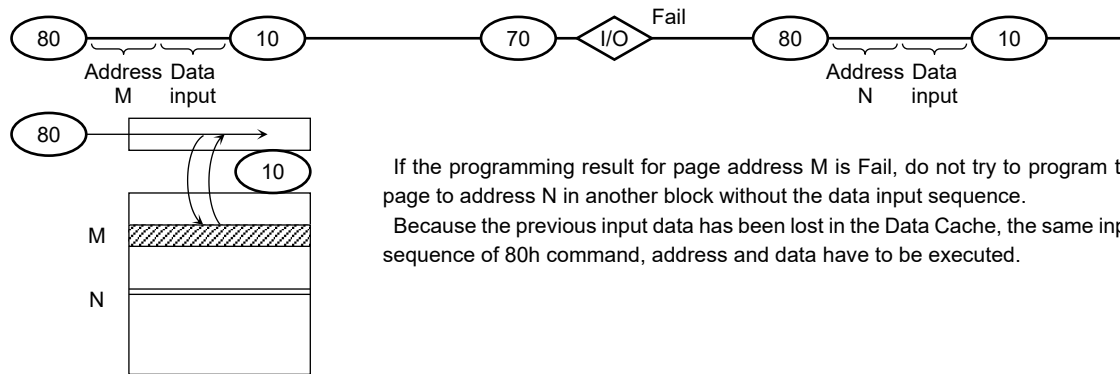 Fail
80 10 70 I/O 80 10
Address Data Address Data
M input N input
80
10
If the programming result for page address M is Fail, do not try to program
page to address N in another block without the data input sequence.
Because the previous input data has been lost in the Data Cache, the same
sequence of 80h command, address and data have to be executed.
M
N